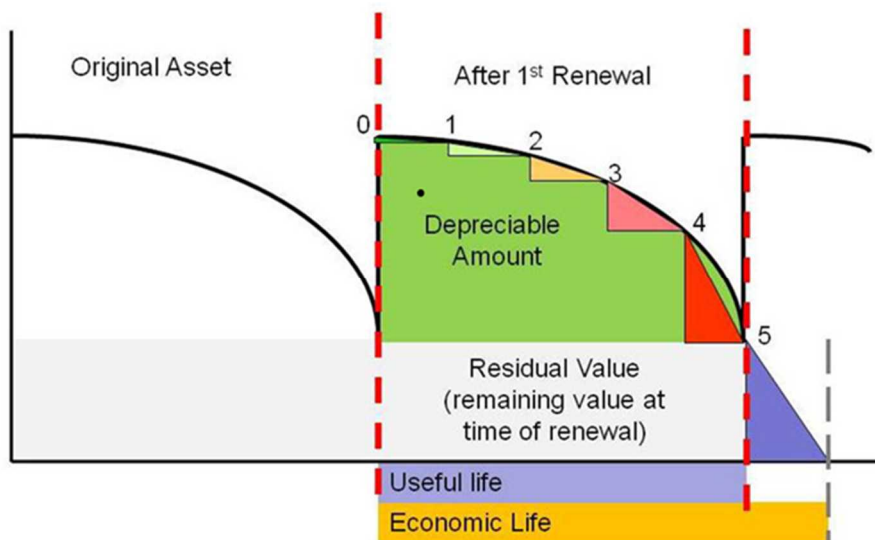 Original Asset
After 1st Renewal
0
1
2
3
4
5
Depreciable
Amount
Residual Value
(remaining value at
time of renewal)
Useful life
Economic Life